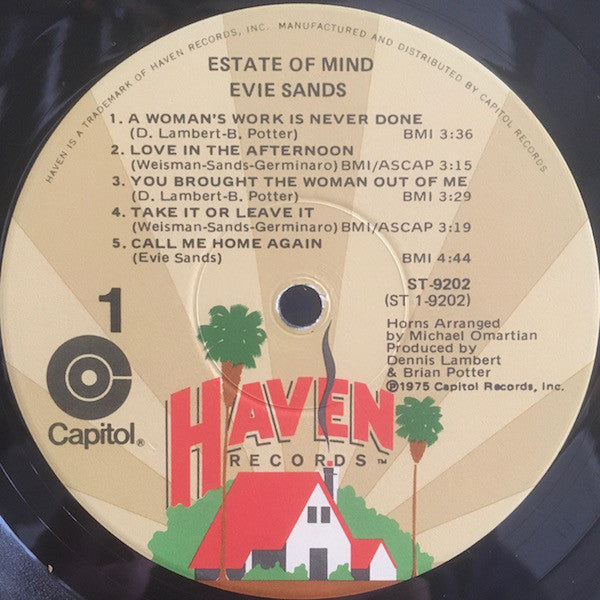 HAVEN IS A TRADEMARK OF HAVEN RECORDS, INC. MANUFACTURED AND DISTRIBUTED BY CAPITOL RECORDS
ESTATE OF MIND
EVIE SANDS
1. A WOMAN'S WORK IS NEVER DONE
(D. Lambert-B. Potter) BMI 3:36
2. LOVE IN THE AFTERNOON
(Weisman-Sands-Germinaro) BMI/ASCAP 3:15
3. YOU BROUGHT THE WOMAN OUT OF ME
(D. Lambert-B. Potter) BMI 3:29
4. TAKE IT OR LEAVE IT
(Weisman-Sands-Germinaro) BMI/ASCAP 3:19
5. CALL ME HOME AGAIN
(Evie Sands) BMI 4:44
ST-9202
(ST 1-9202)
1
Horns Arranged
by Michael Omartian
Produced by
Dennis Lambert
& Brian Potter
℗1975 Capitol Records, Inc.
Capitol®
HAVEN
RECORDS™